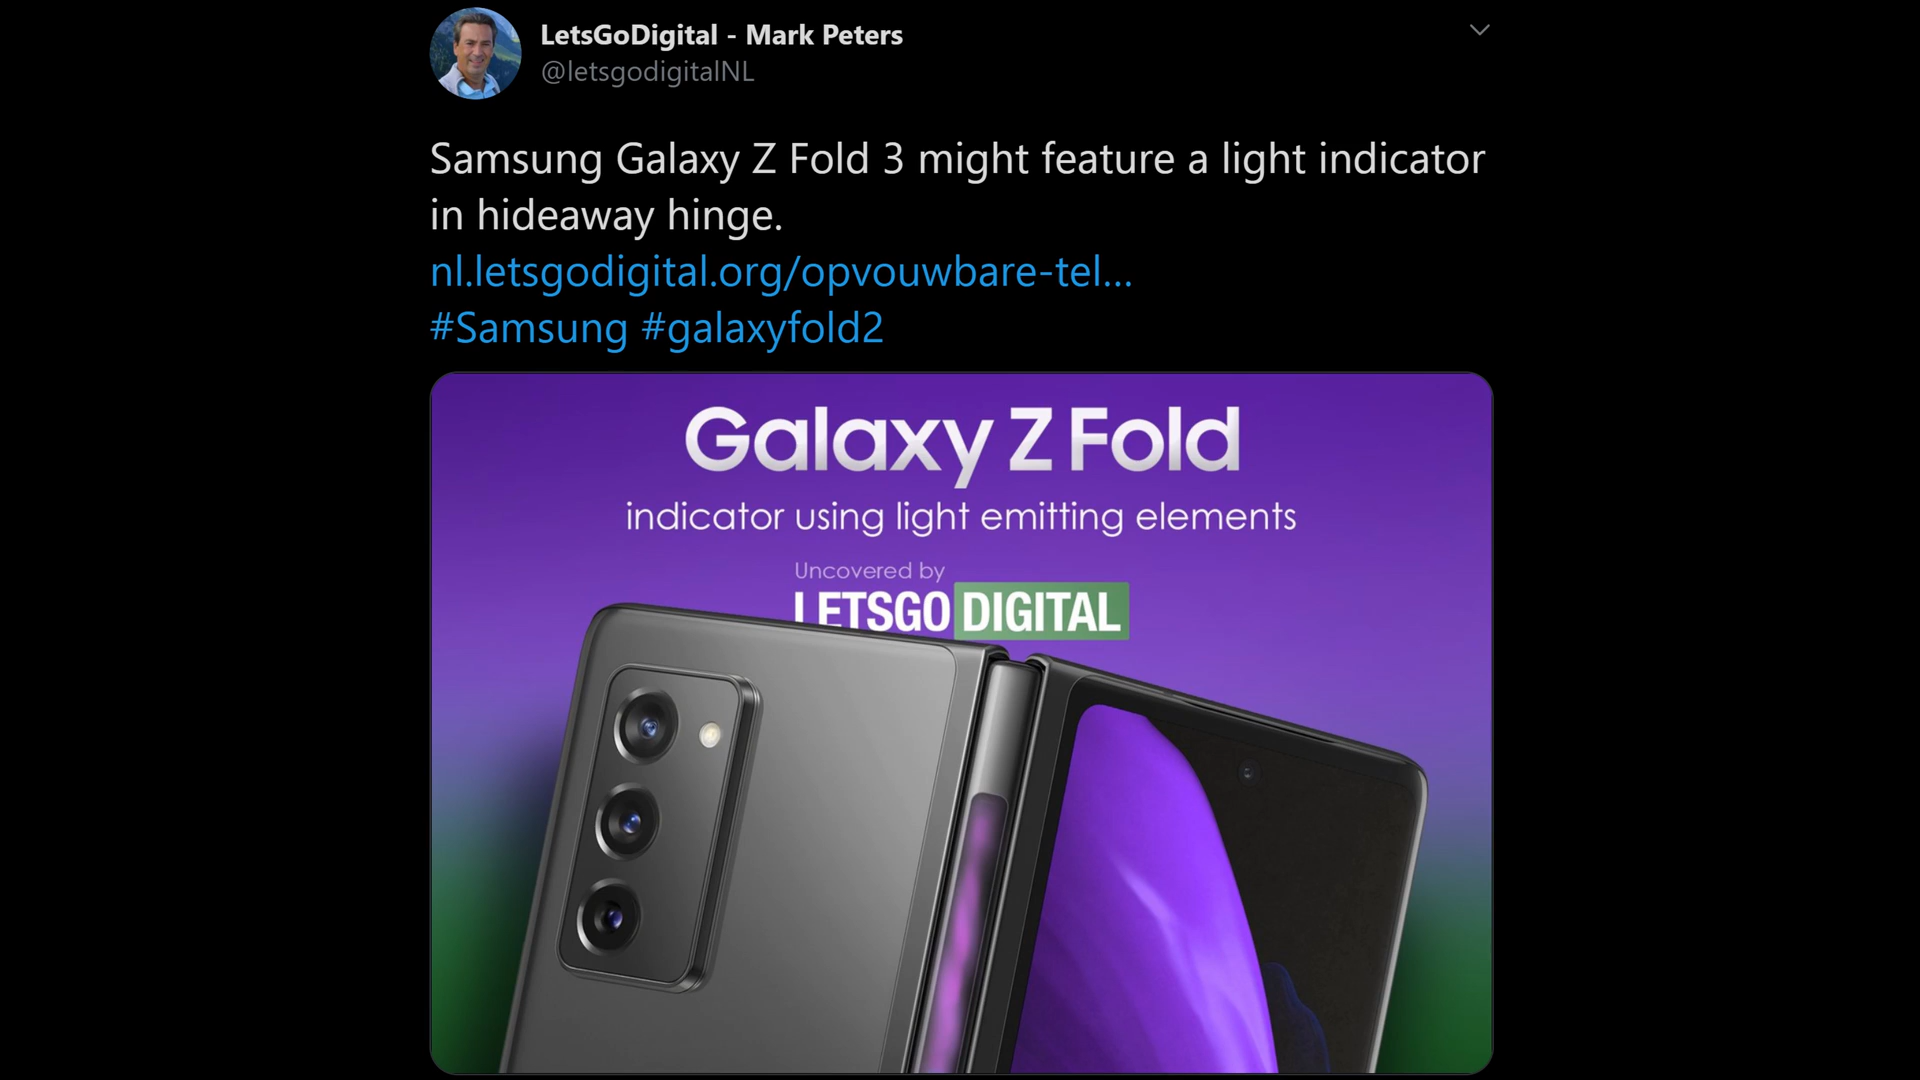 LetsGoDigital - Mark Peters
@letsgodigitalNL
Samsung Galaxy Z Fold 3 might feature a light indicator
in hideaway hinge.
nl.letsgodigital.org/opvouwbare-tel...
#Samsung #galaxyfold2
Galaxy Z Fold
indicator using light emitting elements
Uncovered by
LETSGO DIGITAL